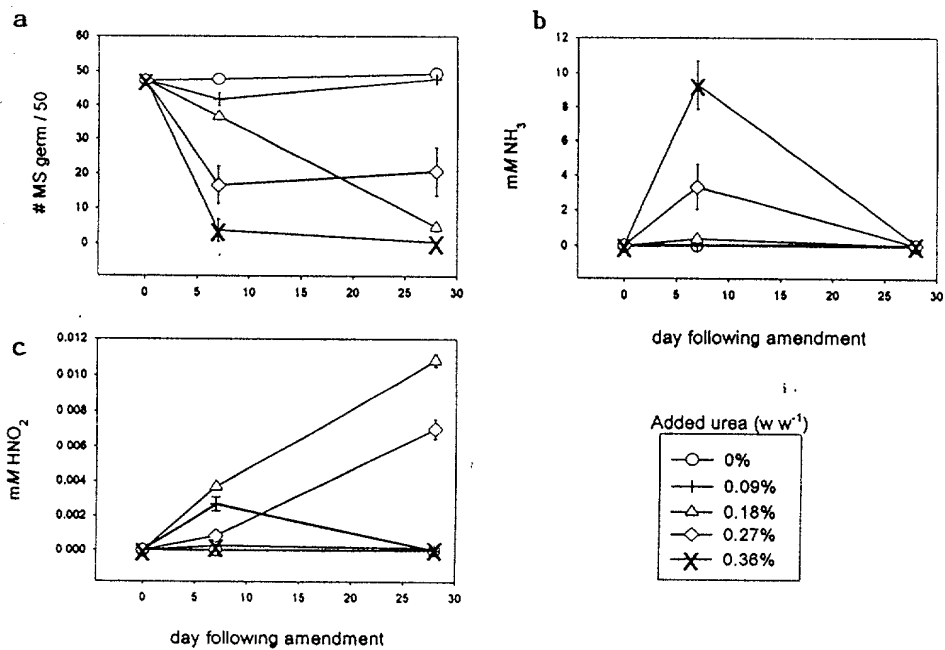 a
# MS germ / 50
60
50
40
30
20
10
0
0 5 10 15 20 25 30
b
mM NH3
12
10
8
6
4
2
0
0 5 10 15 20 25 30
day following amendment
c
mM HNO2
0.012
0.010
0.008
0.006
0.004
0.002
0.000
0 5 10 15 20 25 30
day following amendment
Added urea (w w-1)
0%
0.09%
0.18%
0.27%
0.36%